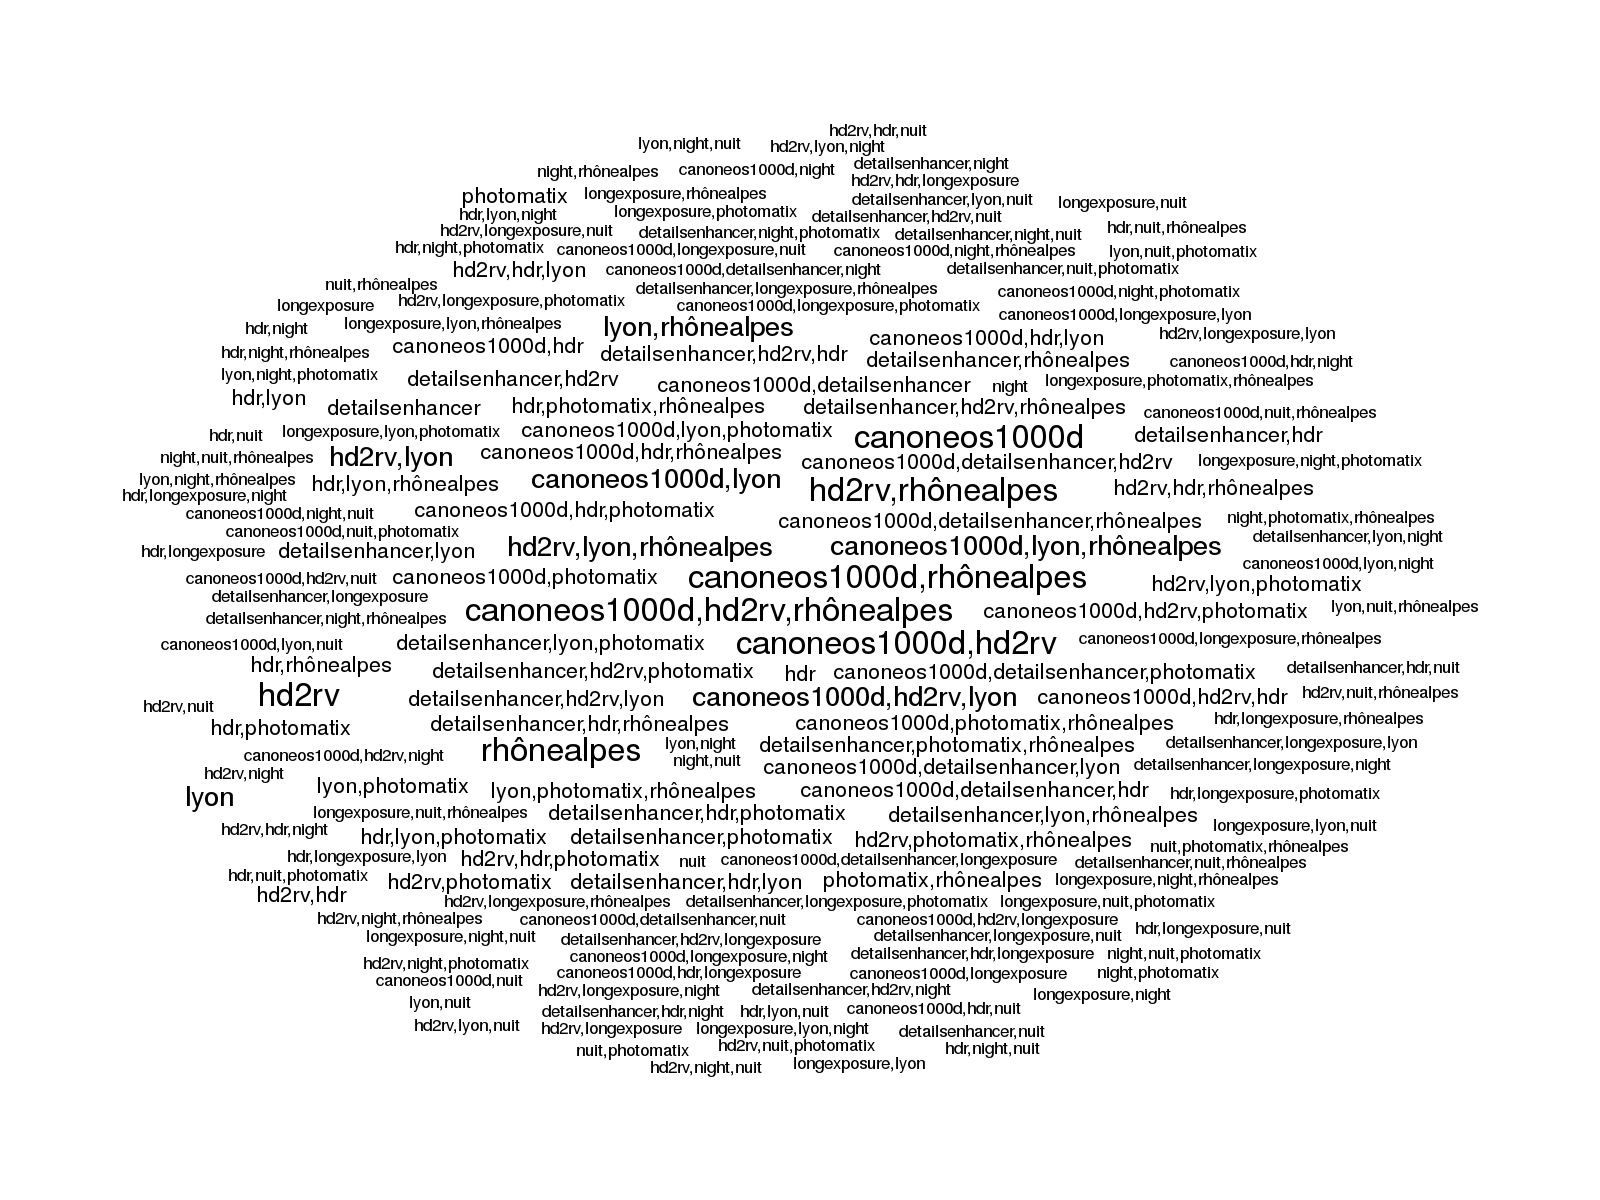 hd2rv,hdr,nuit
lyon,night,nuit hd2rv,lyon,night
night,rhônealpes canoneos1000d,night detailsenhancer,night
hd2rv,hdr,longexposure
photomatix longexposure,rhônealpes detailsenhancer,lyon,nuit longexposure,nuit
hdr,lyon,night longexposure,photomatix detailsenhancer,hd2rv,nuit
hd2rv,longexposure,nuit detailsenhancer,night,photomatix detailsenhancer,night,nuit hdr,nuit,rhônealpes
hdr,night,photomatix canoneos1000d,longexposure,nuit canoneos1000d,night,rhônealpes lyon,nuit,photomatix
hd2rv,hdr,lyon canoneos1000d,detailsenhancer,night detailsenhancer,nuit,photomatix
nuit,rhônealpes detailsenhancer,longexposure,rhônealpes canoneos1000d,night,photomatix
longexposure hd2rv,longexposure,photomatix canoneos1000d,longexposure,photomatix canoneos1000d,longexposure,lyon
hdr,night longexposure,lyon,rhônealpes lyon,rhônealpes canoneos1000d,hdr,lyon hd2rv,longexposure,lyon
hdr,night,rhônealpes canoneos1000d,hdr detailsenhancer,hd2rv,hdr detailsenhancer,rhônealpes canoneos1000d,hdr,night
lyon,night,photomatix detailsenhancer,hd2rv canoneos1000d,detailsenhancer night longexposure,photomatix,rhônealpes
hdr,lyon detailsenhancer hdr,photomatix,rhônealpes detailsenhancer,hd2rv,rhônealpes canoneos1000d,nuit,rhônealpes
hdr,nuit longexposure,lyon,photomatix canoneos1000d,lyon,photomatix canoneos1000d detailsenhancer,hdr
night,nuit,rhônealpes hd2rv,lyon canoneos1000d,hdr,rhônealpes canoneos1000d,detailsenhancer,hd2rv longexposure,night,photomatix
lyon,night,rhônealpes hdr,lyon,rhônealpes canoneos1000d,lyon hd2rv,rhônealpes hd2rv,hdr,rhônealpes
hdr,longexposure,night
canoneos1000d,night,nuit canoneos1000d,hdr,photomatix canoneos1000d,detailsenhancer,rhônealpes night,photomatix,rhônealpes
canoneos1000d,nuit,photomatix detailsenhancer,lyon,night
hdr,longexposure detailsenhancer,lyon hd2rv,lyon,rhônealpes canoneos1000d,lyon,rhônealpes canoneos1000d,lyon,night
canoneos1000d,hd2rv,nuit canoneos1000d,photomatix canoneos1000d,rhônealpes hd2rv,lyon,photomatix
detailsenhancer,longexposure
detailsenhancer,night,rhônealpes canoneos1000d,hd2rv,rhônealpes canoneos1000d,hd2rv,photomatix lyon,nuit,rhônealpes
canoneos1000d,lyon,nuit detailsenhancer,lyon,photomatix canoneos1000d,hd2rv canoneos1000d,longexposure,rhônealpes
hdr,rhônealpes detailsenhancer,hd2rv,photomatix hdr canoneos1000d,detailsenhancer,photomatix detailsenhancer,hdr,nuit
hd2rv,nuit hd2rv detailsenhancer,hd2rv,lyon canoneos1000d,hd2rv,lyon canoneos1000d,hd2rv,hdr hd2rv,nuit,rhônealpes
hdr,photomatix detailsenhancer,hdr,rhônealpes canoneos1000d,photomatix,rhônealpes hdr,longexposure,rhônealpes
canoneos1000d,hd2rv,night rhônealpes lyon,night detailsenhancer,photomatix,rhônealpes detailsenhancer,longexposure,lyon
hd2rv,night night,nuit canoneos1000d,detailsenhancer,lyon detailsenhancer,longexposure,night
lyon lyon,photomatix lyon,photomatix,rhônealpes canoneos1000d,detailsenhancer,hdr hdr,longexposure,photomatix
longexposure,nuit,rhônealpes detailsenhancer,hdr,photomatix detailsenhancer,lyon,rhônealpes longexposure,lyon,nuit
hd2rv,hdr,night hdr,lyon,photomatix detailsenhancer,photomatix hd2rv,photomatix,rhônealpes nuit,photomatix,rhônealpes
hdr,longexposure,lyon hd2rv,hdr,photomatix nuit canoneos1000d,detailsenhancer,longexposure detailsenhancer,nuit,rhônealpes
hdr,nuit,photomatix hd2rv,photomatix detailsenhancer,hdr,lyon photomatix,rhônealpes longexposure,night,rhônealpes
hd2rv,hdr hd2rv,longexposure,rhônealpes detailsenhancer,longexposure,photomatix longexposure,nuit,photomatix
hd2rv,night,rhônealpes canoneos1000d,detailsenhancer,nuit canoneos1000d,hd2rv,longexposure hdr,longexposure,nuit
longexposure,night,nuit detailsenhancer,hd2rv,longexposure detailsenhancer,longexposure,nuit
canoneos1000d,longexposure,night detailsenhancer,hdr,longexposure night,nuit,photomatix
hd2rv,night,photomatix canoneos1000d,hdr,longexposure canoneos1000d,longexposure night,photomatix
canoneos1000d,nuit hd2rv,longexposure,night detailsenhancer,hd2rv,night longexposure,night
lyon,nuit detailsenhancer,hdr,night hdr,lyon,nuit canoneos1000d,hdr,nuit
hd2rv,lyon,nuit hd2rv,longexposure longexposure,lyon,night detailsenhancer,nuit
nuit,photomatix hd2rv,nuit,photomatix hdr,night,nuit
hd2rv,night,nuit longexposure,lyon